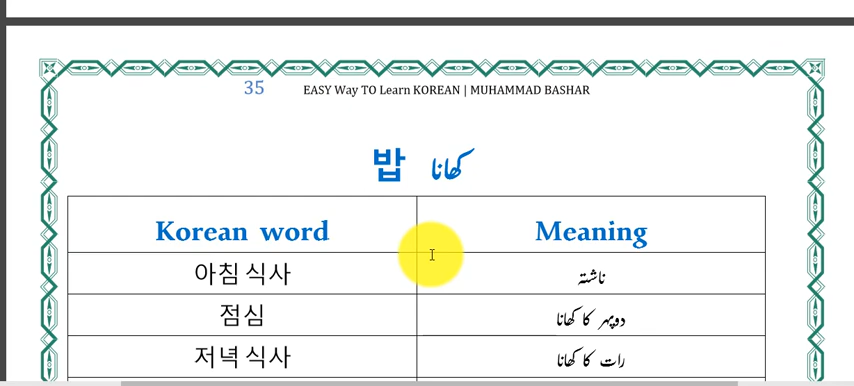 35 EASY Way TO Learn KOREAN | MUHAMMAD BASHAR
밥 کھانا
Korean word Meaning
아침 식사 ناشتہ
점심 دوپہر کا کھانا
저녁 식사 رات کا کھانا